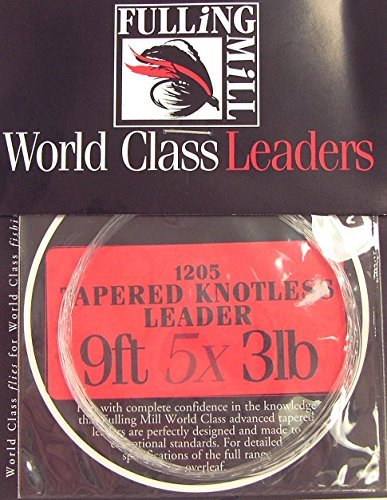 FULLiNG
MiLL
World Class Leaders
World Class flies for World Class fishi
1205
TAPERED KNOTLESS
LEADER
9ft 5x 3lb
with complete confidence in the knowledge
that Fulling Mill World Class advanced tapered
leaders are perfectly designed and made to
exceptional standards. For detailed
specifications of the full range
overleaf.